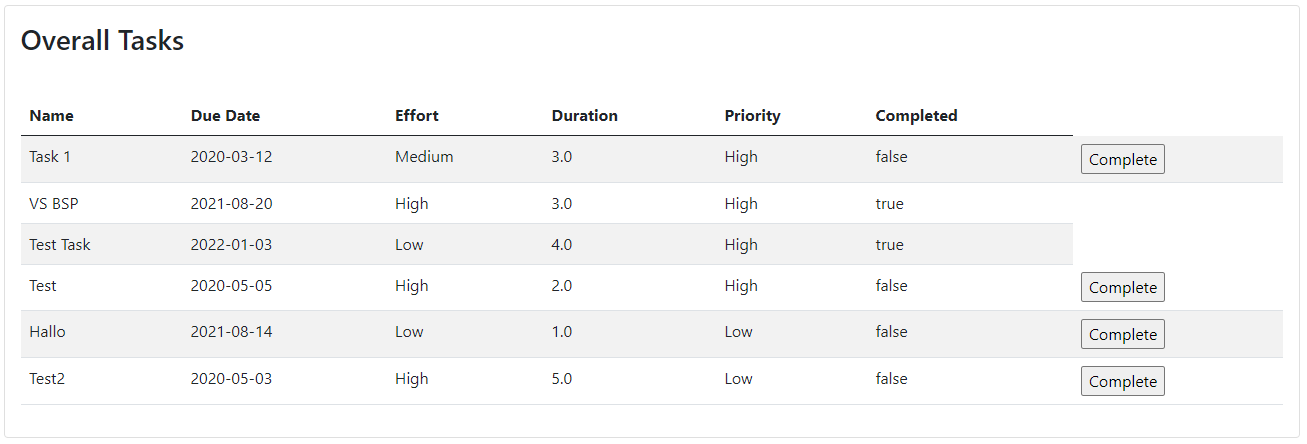 Overall Tasks
Name Due Date Effort Duration Priority Completed
Task 1 2020-03-12 Medium 3.0 High false Complete
VS BSP 2021-08-20 High 3.0 High true
Test Task 2022-01-03 Low 4.0 High true
Test 2020-05-05 High 2.0 High false Complete
Hallo 2021-08-14 Low 1.0 Low false Complete
Test2 2020-05-03 High 5.0 Low false Complete